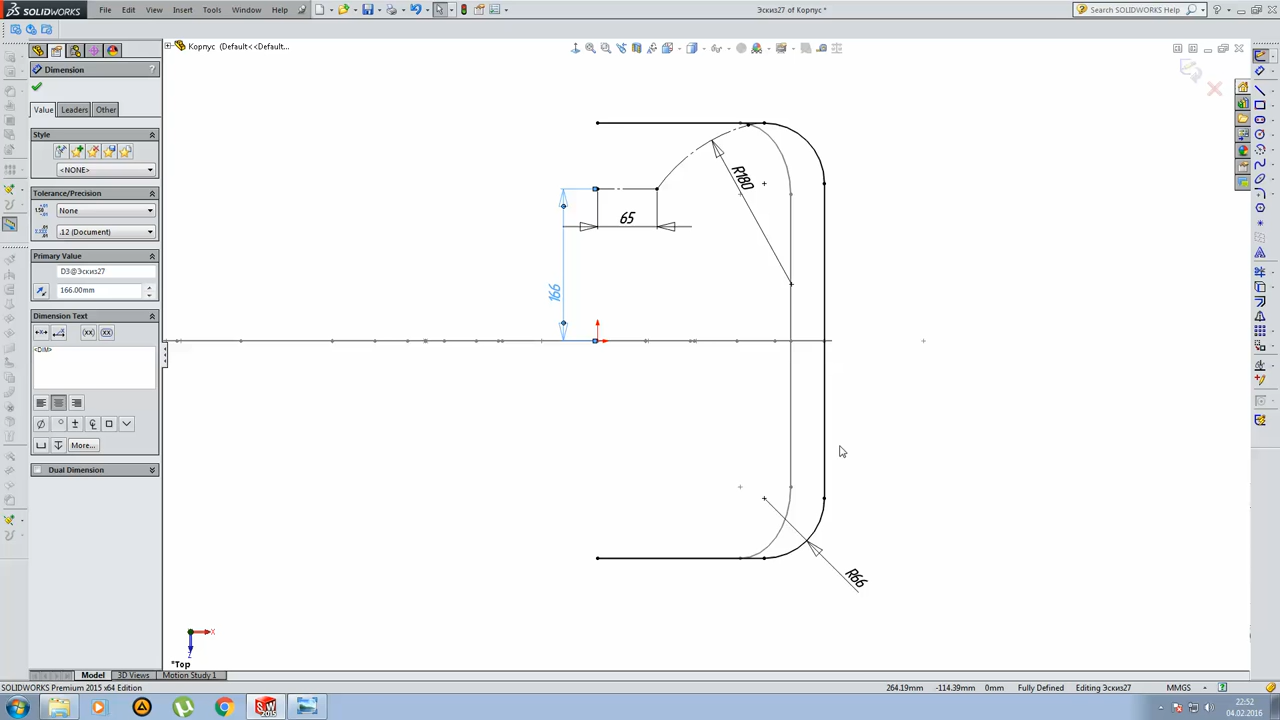 SOLIDWORKS File Edit View Insert Tools Window Help Эскиз27 of Корпус * Search SOLIDWORKS Help
Корпус (Default<<Default...
Dimension ?
Value Leaders Other
Style
<NONE>
Tolerance/Precision
None
.12 (Document)
Primary Value
D3@Эскиз27
166.00mm
Dimension Text
(xx) (xx)
<DIM>
More...
Dual Dimension
R180
65
166
R66
X
Z
*Top
Model 3D Views Motion Study 1
SOLIDWORKS Premium 2015 x64 Edition 264.19mm -114.39mm 0mm Fully Defined Editing Эскиз27 MMGS
22:52
04.02.2016